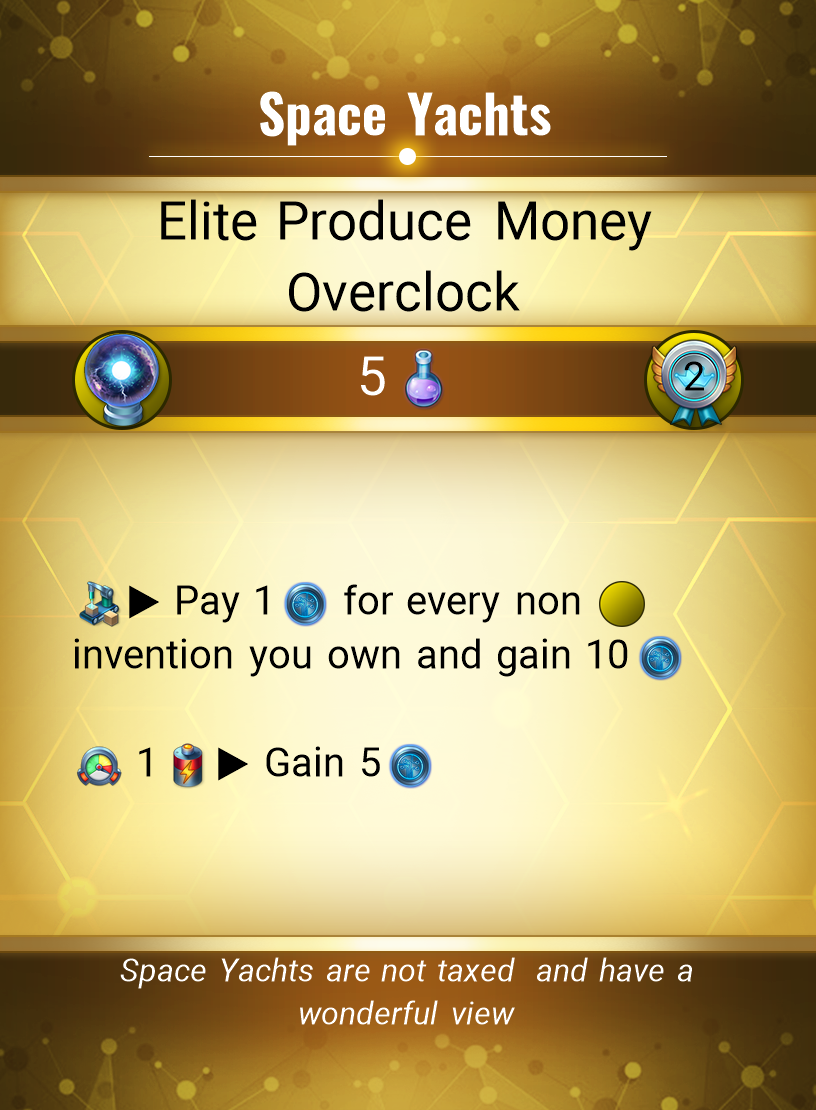 Space Yachts
Elite Produce Money
Overclock
5
2
▶ Pay 1 for every non
invention you own and gain 10
1 ▶ Gain 5
Space Yachts are not taxed and have a
wonderful view